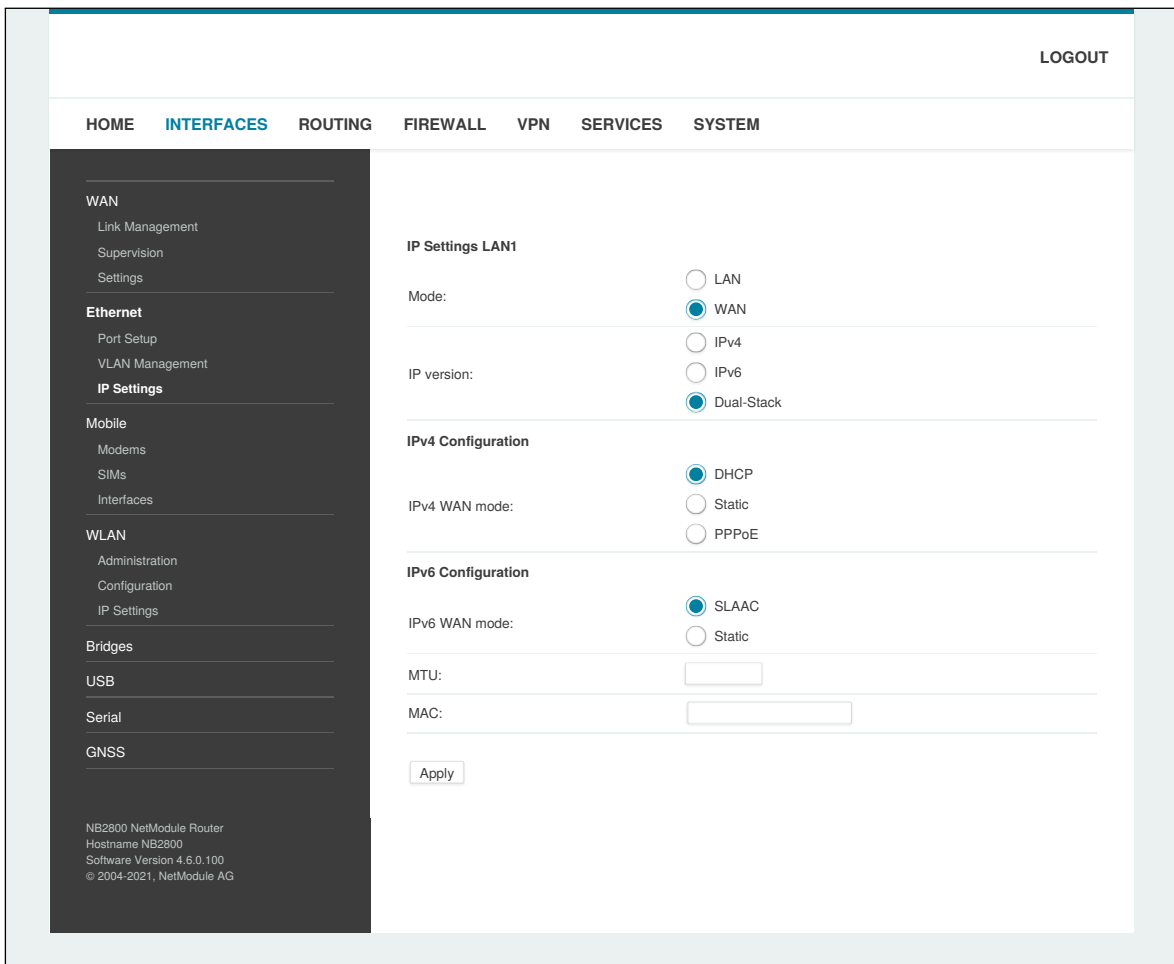 LOGOUT
HOME INTERFACES ROUTING FIREWALL VPN SERVICES SYSTEM
WAN
Link Management
Supervision
Settings
Ethernet
Port Setup
VLAN Management
IP Settings
Mobile
Modems
SIMs
Interfaces
WLAN
Administration
Configuration
IP Settings
Bridges
USB
Serial
GNSS
NB2800 NetModule Router
Hostname NB2800
Software Version 4.6.0.100
© 2004-2021, NetModule AG
IP Settings LAN1
Mode:
LAN
WAN
IP version:
IPv4
IPv6
Dual-Stack
IPv4 Configuration
IPv4 WAN mode:
DHCP
Static
PPPoE
IPv6 Configuration
IPv6 WAN mode:
SLAAC
Static
MTU:
MAC:
Apply